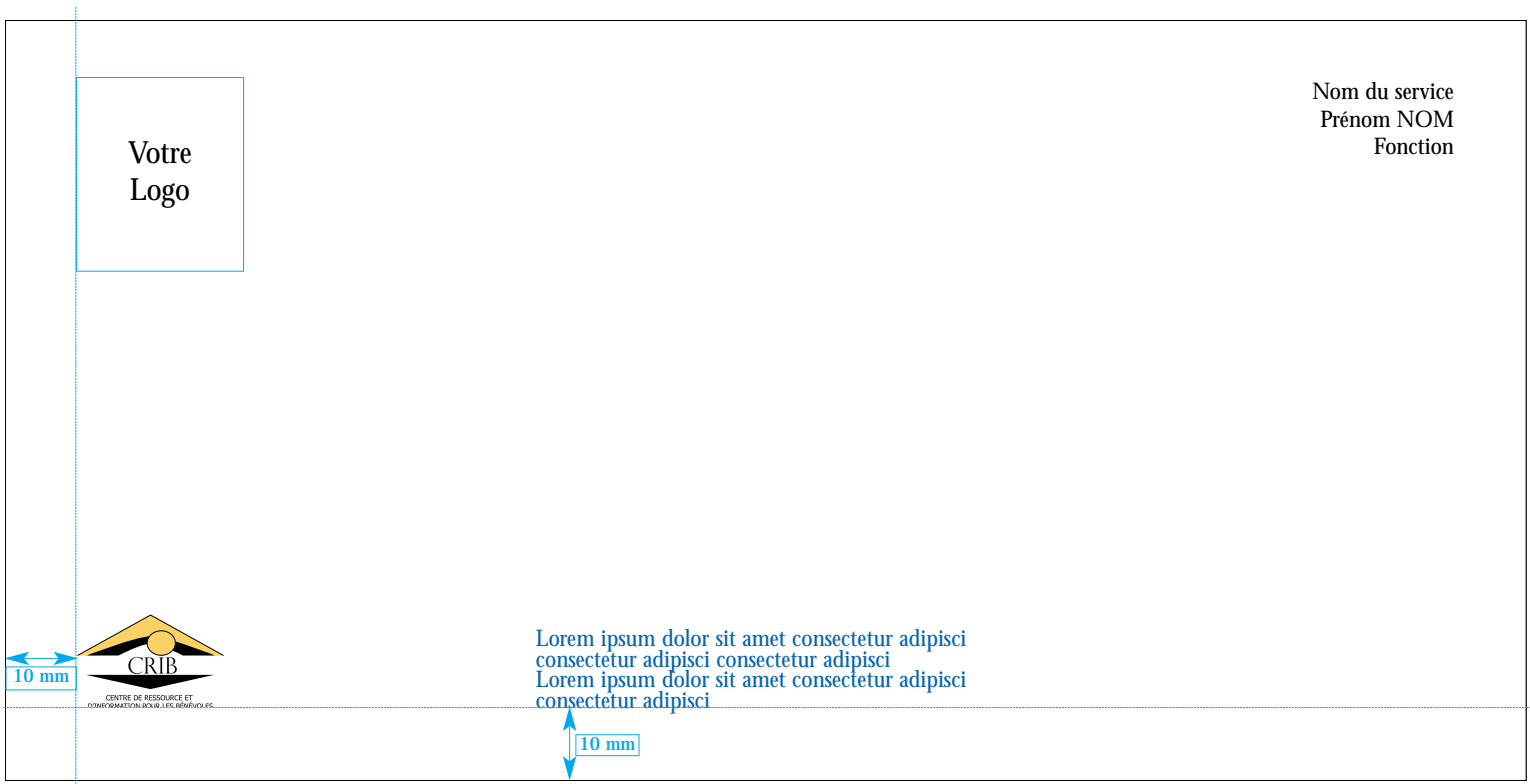 Votre
Logo
Nom du service
Prénom NOM
Fonction
CRIB
CENTRE DE RESSOURCE ET
D'INFORMATION POUR LES BÉNÉVOLES
10 mm
Lorem ipsum dolor sit amet consectetur adipisci
consectetur adipisci consectetur adipisci
Lorem ipsum dolor sit amet consectetur adipisci
consectetur adipisci
10 mm